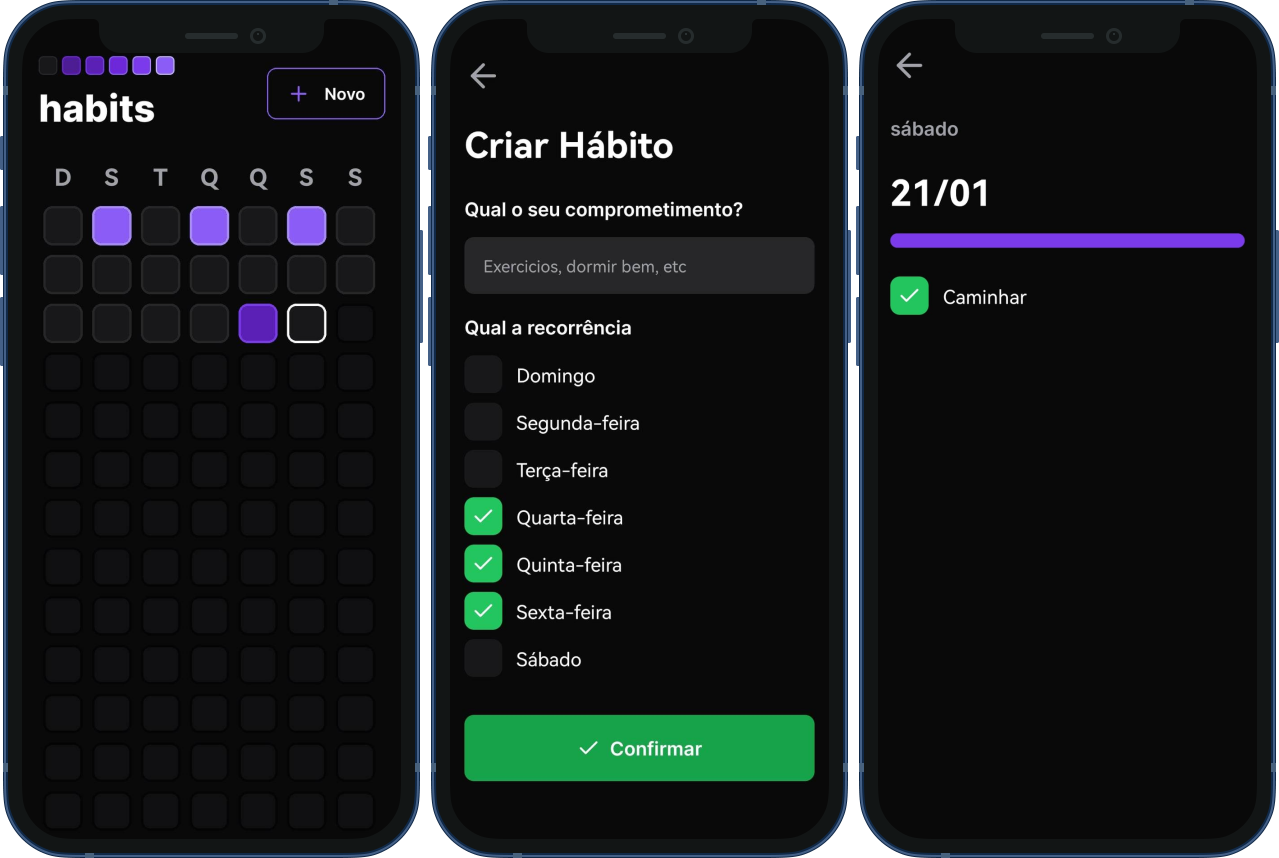 habits
+ Novo
D S T Q Q S S
Criar Hábito
Qual o seu comprometimento?
Exercicios, dormir bem, etc
Qual a recorrência
Domingo
Segunda-feira
Terça-feira
Quarta-feira
Quinta-feira
Sexta-feira
Sábado
Confirmar
sábado
21/01
Caminhar